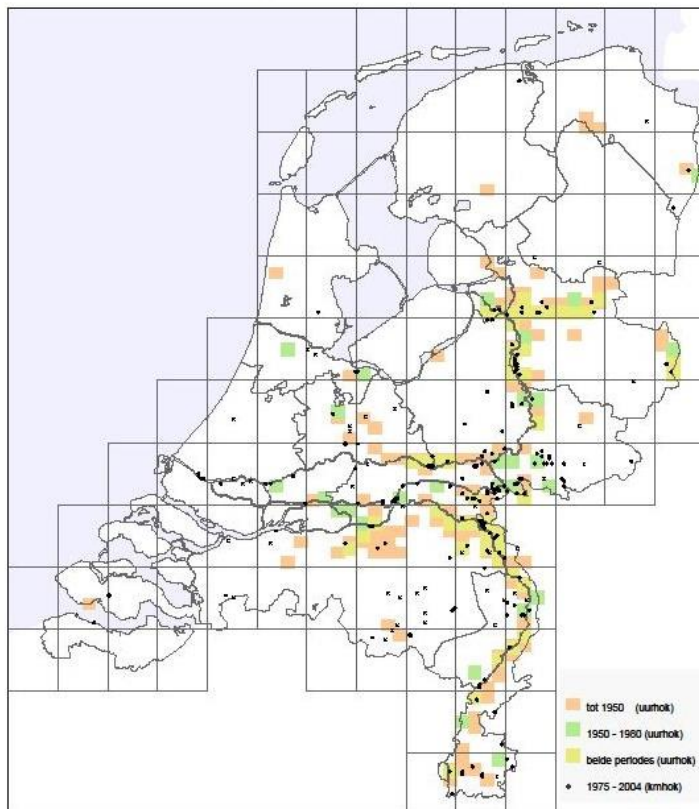 tot 1950 (uurhok)
1950 - 1980 (uurhok)
beide periodes (uurhok)
1975 - 2004 (kmhok)